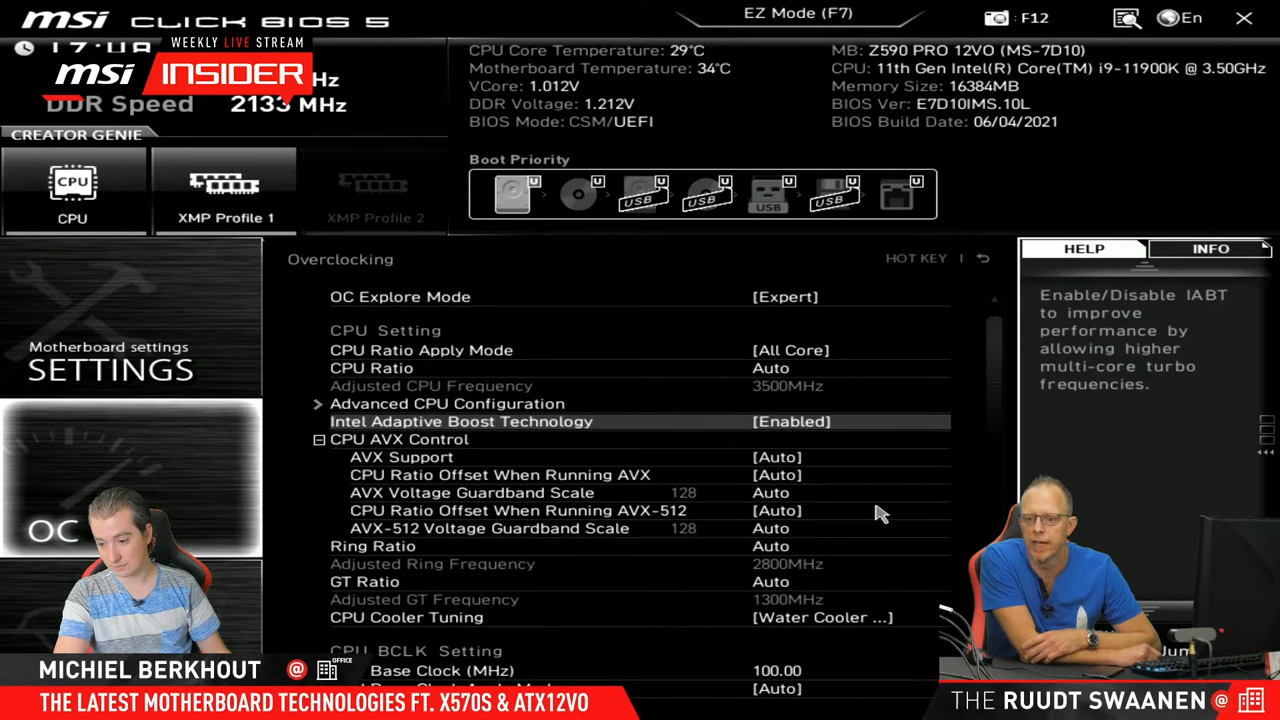 msi CLICK BIOS 5
EZ Mode (F7)
F12
En
WEEKLY LIVE STREAM
msi INSIDER
Hz
DDR Speed 2133 MHz
CPU Core Temperature: 29°C
Motherboard Temperature: 34°C
VCore: 1.012V
DDR Voltage: 1.212V
BIOS Mode: CSM/UEFI
MB: Z590 PRO 12VO (MS-7D10)
CPU: 11th Gen Intel(R) Core(TM) i9-11900K @ 3.50GHz
Memory Size: 16384MB
BIOS Ver: E7D10IMS.10L
BIOS Build Date: 06/04/2021
CREATOR GENIE
CPU
CPU
XMP Profile 1
XMP Profile 2
Boot Priority
U U U U U U U
USB USB USB USB
Motherboard settings
SETTINGS
OC
Overclocking
HOT KEY
OC Explore Mode [Expert]
CPU Setting
CPU Ratio Apply Mode [All Core]
CPU Ratio Auto
Adjusted CPU Frequency 3500MHz
> Advanced CPU Configuration
Intel Adaptive Boost Technology [Enabled]
CPU AVX Control
AVX Support [Auto]
CPU Ratio Offset When Running AVX [Auto]
AVX Voltage Guardband Scale 128 Auto
CPU Ratio Offset When Running AVX-512 [Auto]
AVX-512 Voltage Guardband Scale 128 Auto
Ring Ratio Auto
Adjusted Ring Frequency 2800MHz
GT Ratio Auto
Adjusted GT Frequency 1300MHz
CPU Cooler Tuning [Water Cooler ...]
CPU BCLK Setting
Base Clock (MHz) 100.00
[Auto]
HELP
INFO
Enable/Disable IABT
to improve
performance by
allowing higher
multi-core turbo
frequencies.
MICHIEL BERKHOUT @ OFFICE
THE LATEST MOTHERBOARD TECHNOLOGIES FT. X570S & ATX12VO
THE RUUDT SWAANEN @